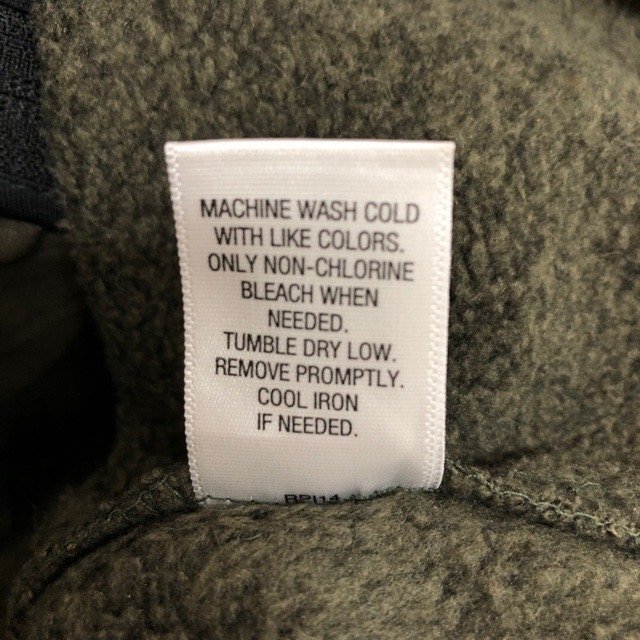 MACHINE WASH COLD
WITH LIKE COLORS.
ONLY NON-CHLORINE
BLEACH WHEN
NEEDED.
TUMBLE DRY LOW.
REMOVE PROMPTLY.
COOL IRON
IF NEEDED.